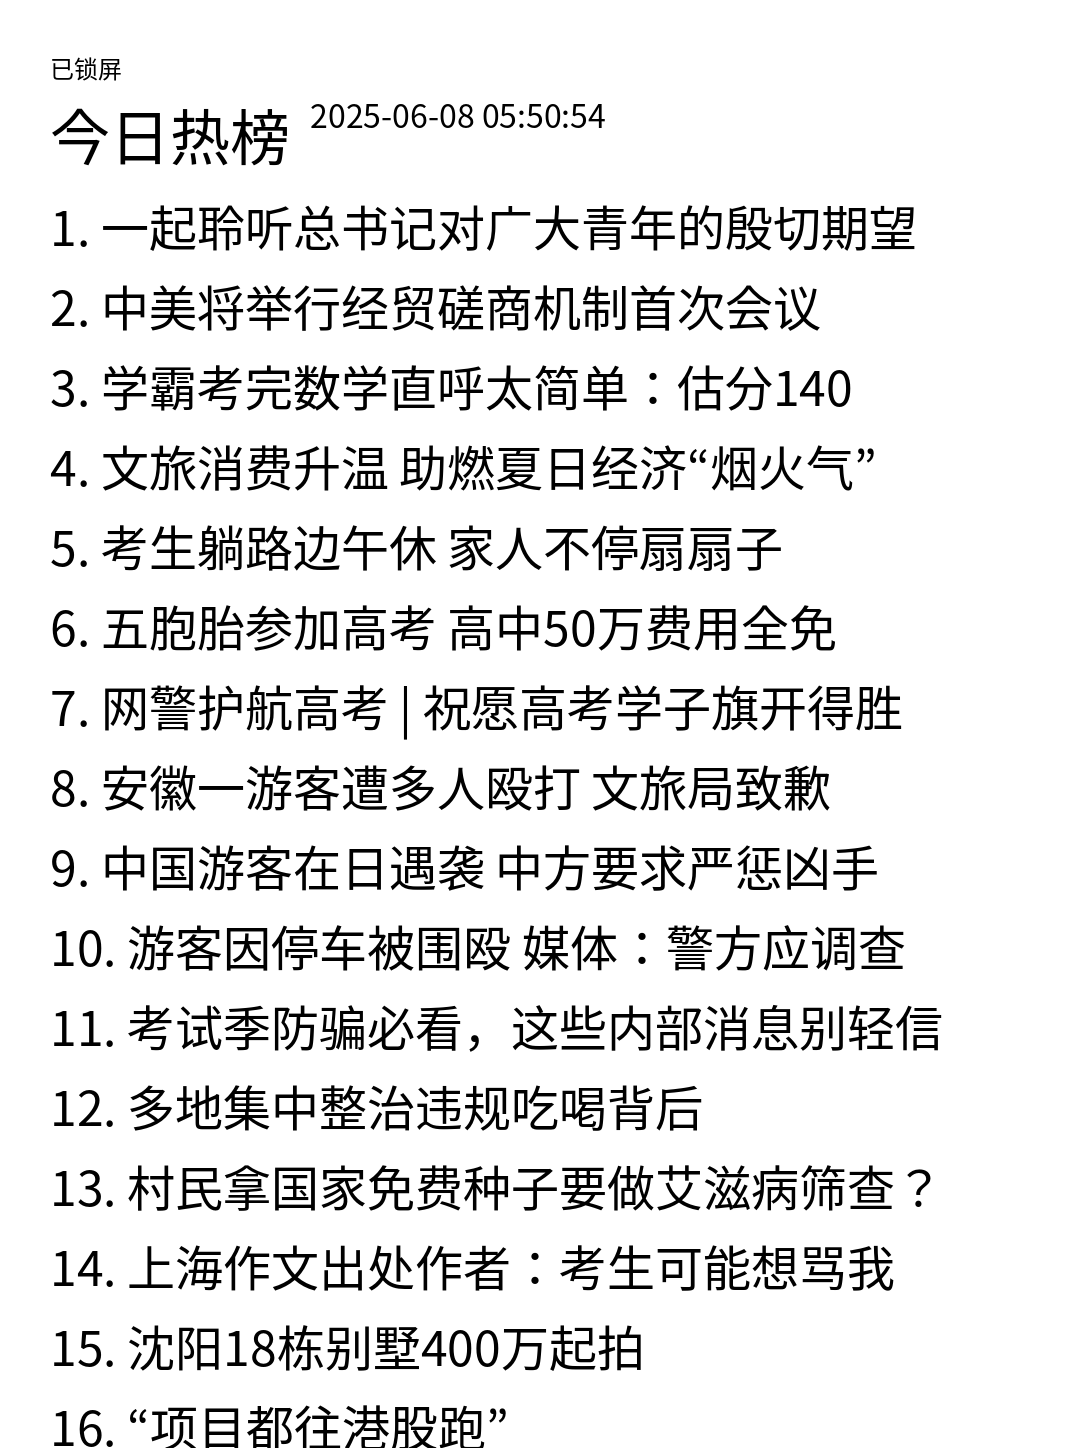 已锁屏
今日热榜 2025-06-08 05:50:54
1. 一起聆听总书记对广大青年的殷切期望
2. 中美将举行经贸磋商机制首次会议
3. 学霸考完数学直呼太简单：估分140
4. 文旅消费升温 助燃夏日经济“烟火气”
5. 考生躺路边午休 家人不停扇扇子
6. 五胞胎参加高考 高中50万费用全免
7. 网警护航高考 | 祝愿高考学子旗开得胜
8. 安徽一游客遭多人殴打 文旅局致歉
9. 中国游客在日遇袭 中方要求严惩凶手
10. 游客因停车被围殴 媒体：警方应调查
11. 考试季防骗必看，这些内部消息别轻信
12. 多地集中整治违规吃喝背后
13. 村民拿国家免费种子要做艾滋病筛查？
14. 上海作文出处作者：考生可能想骂我
15. 沈阳18栋别墅400万起拍
16. “项目都往港股跑”